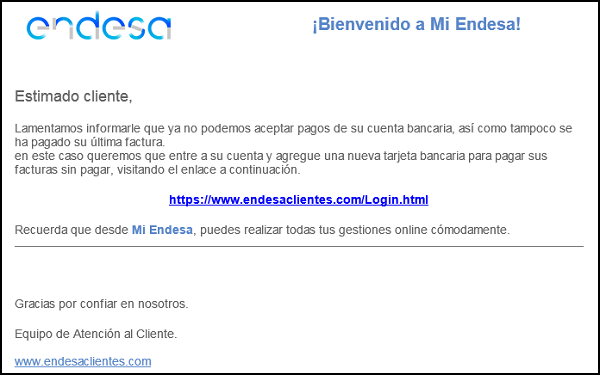 endesa
¡Bienvenido a Mi Endesa!
Estimado cliente,
Lamentamos informarle que ya no podemos aceptar pagos de su cuenta bancaria, así como tampoco se
ha pagado su última factura.
en este caso queremos que entre a su cuenta y agregue una nueva tarjeta bancaria para pagar sus
facturas sin pagar, visitando el enlace a continuación.
https://www.endesaclientes.com/Login.html
Recuerda que desde Mi Endesa, puedes realizar todas tus gestiones online cómodamente.
Gracias por confiar en nosotros.
Equipo de Atención al Cliente.
www.endesaclientes.com